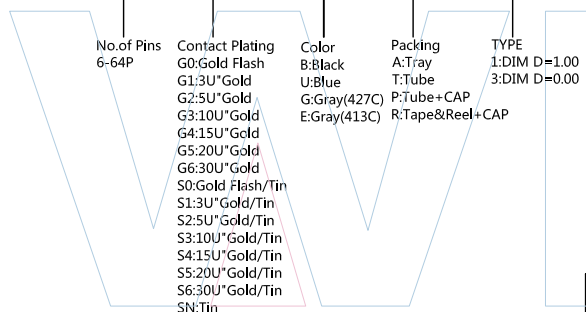 No.of Pins Contact Plating Color Packing TYPE
6-64P G0:Gold Flash B:Black A:Tray 1:DIM D=1.00
G1:3U"Gold U:Blue T:Tube 3:DIM D=0.00
G2:5U"Gold G:Gray(427C) P:Tube+CAP
G3:10U"Gold E:Gray(413C) R:Tape&Reel+CAP
G4:15U"Gold
G5:20U"Gold
G6:30U"Gold
S0:Gold Flash/Tin
S1:3U"Gold/Tin
S2:5U"Gold/Tin
S3:10U"Gold/Tin
S4:15U"Gold/Tin
S5:20U"Gold/Tin
S6:30U"Gold/Tin
SN:Tin